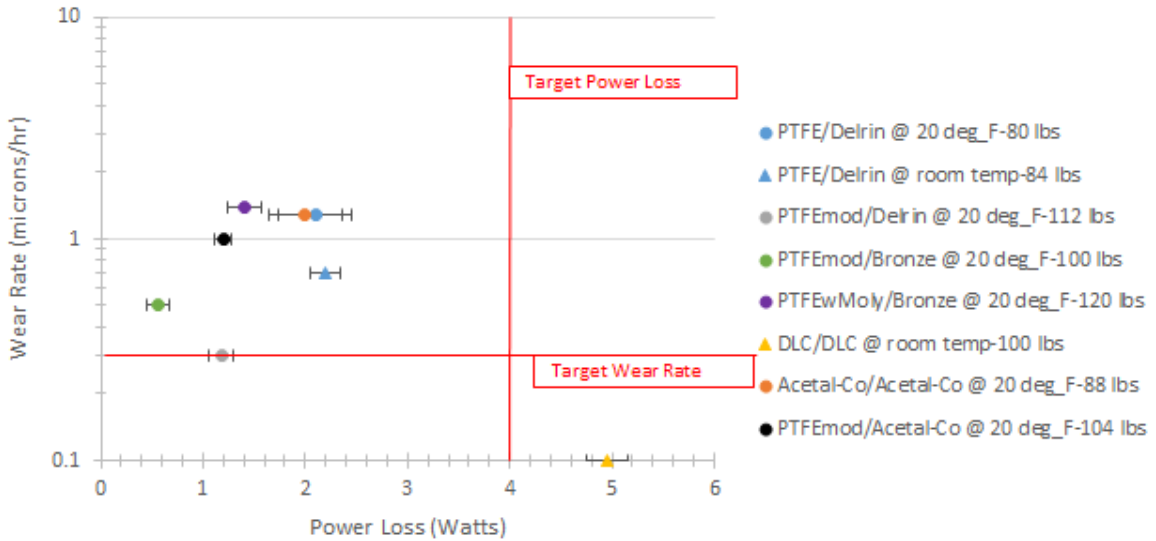 10
Target Power Loss
PTFE/Delrin @ 20 deg_F-80 lbs
PTFE/Delrin @ room temp-84 lbs
PTFEmod/Delrin @ 20 deg_F-112 lbs
PTFEmod/Bronze @ 20 deg_F-100 lbs
PTFEwMoly/Bronze @ 20 deg_F-120 lbs
DLC/DLC @ room temp-100 lbs
Acetal-Co/Acetal-Co @ 20 deg_F-88 lbs
PTFEmod/Acetal-Co @ 20 deg_F-104 lbs
Wear Rate (microns/hr)
1
Target Wear Rate
0.1
0 1 2 3 4 5 6
Power Loss (Watts)